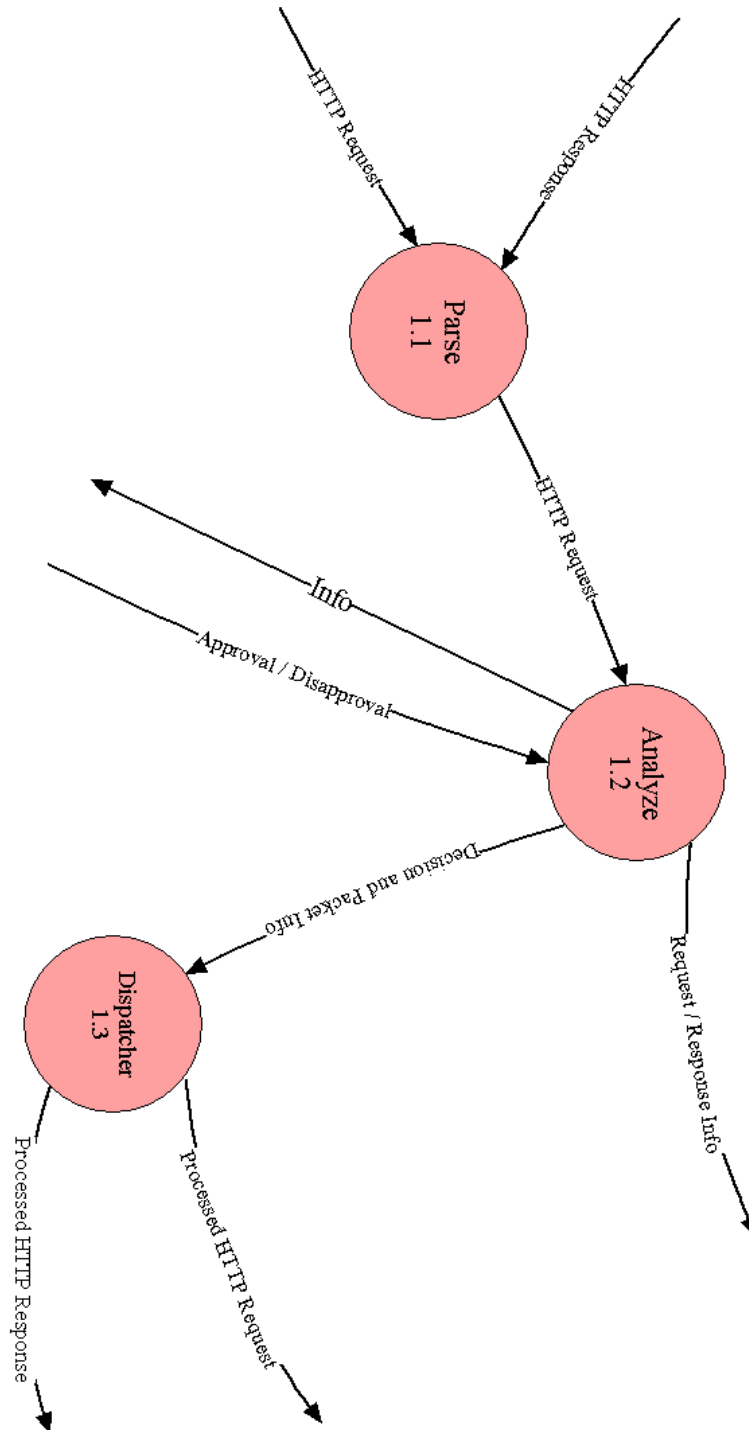 HTTP Request
HTTP Response
Parse
1.1
HTTP Request
Info
Approval / Disapproval
Analyze
1.2
Decision and Packet Info
Request / Response Info
Dispatcher
1.3
Processed HTTP Request
Processed HTTP Response